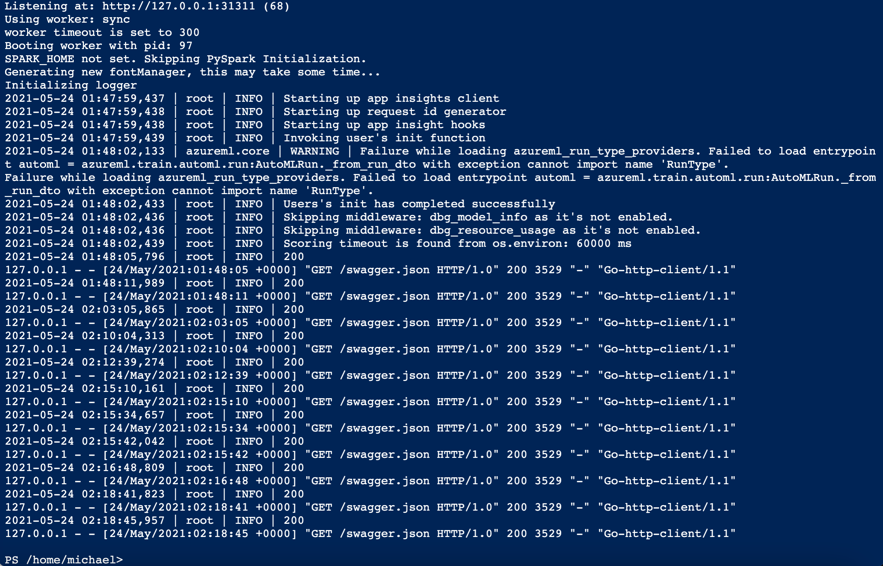 Listening at: http://127.0.0.1:31311 (68)
Using worker: sync
worker timeout is set to 300
Booting worker with pid: 97
SPARK_HOME not set. Skipping PySpark Initialization.
Generating new fontManager, this may take some time...
Initializing logger
2021-05-24 01:47:59,437 | root | INFO | Starting up app insights client
2021-05-24 01:47:59,438 | root | INFO | Starting up request id generator
2021-05-24 01:47:59,438 | root | INFO | Starting up app insight hooks
2021-05-24 01:47:59,439 | root | INFO | Invoking user's init function
2021-05-24 01:48:02,133 | azureml.core | WARNING | Failure while loading azureml_run_type_providers. Failed to load entrypoin
t automl = azureml.train.automl.run:AutoMLRun._from_run_dto with exception cannot import name 'RunType'.
Failure while loading azureml_run_type_providers. Failed to load entrypoint automl = azureml.train.automl.run:AutoMLRun._from
_run_dto with exception cannot import name 'RunType'.
2021-05-24 01:48:02,433 | root | INFO | Users's init has completed successfully
2021-05-24 01:48:02,436 | root | INFO | Skipping middleware: dbg_model_info as it's not enabled.
2021-05-24 01:48:02,436 | root | INFO | Skipping middleware: dbg_resource_usage as it's not enabled.
2021-05-24 01:48:02,439 | root | INFO | Scoring timeout is found from os.environ: 60000 ms
2021-05-24 01:48:05,796 | root | INFO | 200
127.0.0.1 - - [24/May/2021:01:48:05 +0000] "GET /swagger.json HTTP/1.0" 200 3529 "-" "Go-http-client/1.1"
2021-05-24 01:48:11,989 | root | INFO | 200
127.0.0.1 - - [24/May/2021:01:48:11 +0000] "GET /swagger.json HTTP/1.0" 200 3529 "-" "Go-http-client/1.1"
2021-05-24 02:03:05,865 | root | INFO | 200
127.0.0.1 - - [24/May/2021:02:03:05 +0000] "GET /swagger.json HTTP/1.0" 200 3529 "-" "Go-http-client/1.1"
2021-05-24 02:10:04,313 | root | INFO | 200
127.0.0.1 - - [24/May/2021:02:10:04 +0000] "GET /swagger.json HTTP/1.0" 200 3529 "-" "Go-http-client/1.1"
2021-05-24 02:12:39,274 | root | INFO | 200
127.0.0.1 - - [24/May/2021:02:12:39 +0000] "GET /swagger.json HTTP/1.0" 200 3529 "-" "Go-http-client/1.1"
2021-05-24 02:15:10,161 | root | INFO | 200
127.0.0.1 - - [24/May/2021:02:15:10 +0000] "GET /swagger.json HTTP/1.0" 200 3529 "-" "Go-http-client/1.1"
2021-05-24 02:15:34,657 | root | INFO | 200
127.0.0.1 - - [24/May/2021:02:15:34 +0000] "GET /swagger.json HTTP/1.0" 200 3529 "-" "Go-http-client/1.1"
2021-05-24 02:15:42,042 | root | INFO | 200
127.0.0.1 - - [24/May/2021:02:15:42 +0000] "GET /swagger.json HTTP/1.0" 200 3529 "-" "Go-http-client/1.1"
2021-05-24 02:16:48,809 | root | INFO | 200
127.0.0.1 - - [24/May/2021:02:16:48 +0000] "GET /swagger.json HTTP/1.0" 200 3529 "-" "Go-http-client/1.1"
2021-05-24 02:18:41,823 | root | INFO | 200
127.0.0.1 - - [24/May/2021:02:18:41 +0000] "GET /swagger.json HTTP/1.0" 200 3529 "-" "Go-http-client/1.1"
2021-05-24 02:18:45,957 | root | INFO | 200
127.0.0.1 - - [24/May/2021:02:18:45 +0000] "GET /swagger.json HTTP/1.0" 200 3529 "-" "Go-http-client/1.1"
PS /home/michael>